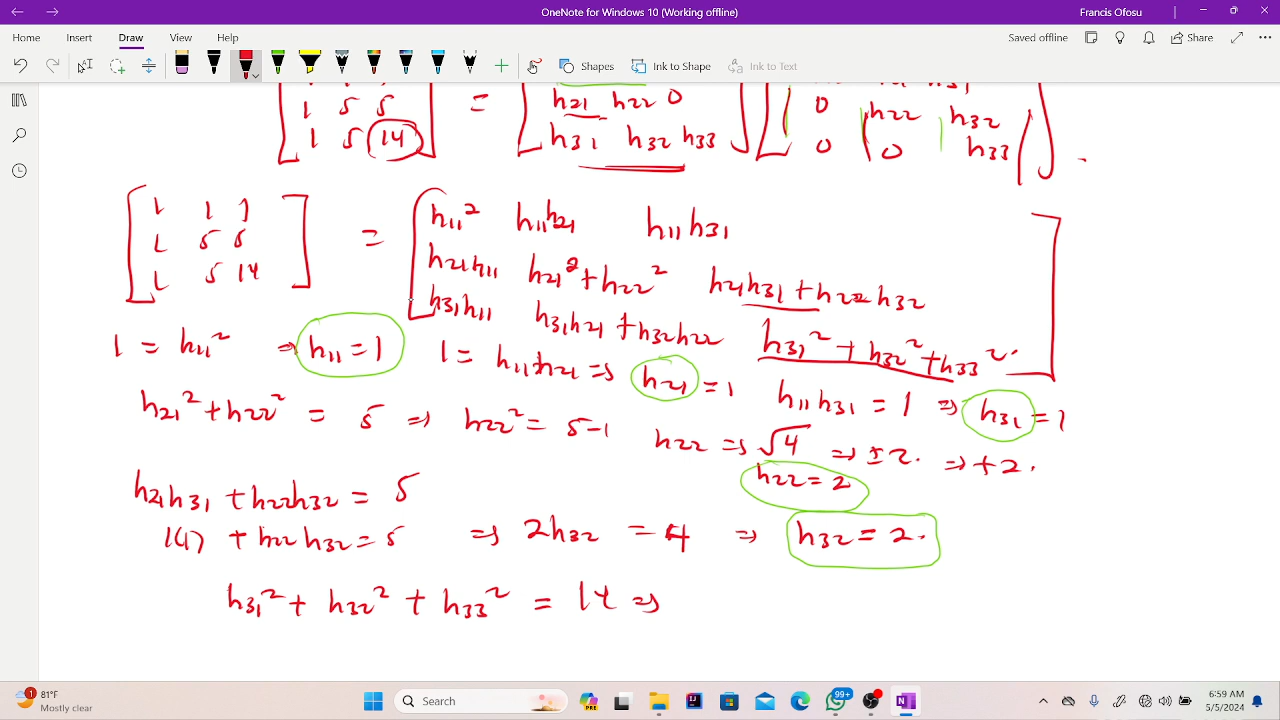 OneNote for Windows 10 (Working offline)
Francis Ofsu
Home Insert Draw View Help
Saved offline Share
Shapes Ink to Shape Ink to Text
1 5 5 = h21 h22 0 0 h22 h32
1 5 14 h31 h32 h33 0 0 h33 .
1 1 1 = h11² h11h21 h11h31
1 5 5 h21h11 h21²+h22² h21h31+h22h32
1 5 14 h31h11 h31h21+h32h22 h31²+h32²+h33²
1 = h11² ⇒ h11=1 1= h11h21 ⇒ h21=1 h11h31=1 ⇒ h31=1
h21²+h22² = 5 ⇒ h22²= 5-1 h22 ⇒ √4 ⇒ ±2. ⇒ +2.
h22=2
h21h31+h22h32 = 5
1(1) + h22h32=5 ⇒ 2h32 = 4 ⇒ h32=2.
h31²+ h32² + h33² = 14 ⇒
1
81°F
Mostly clear
Search
PRE
99+
6:59 AM
5/5/2024